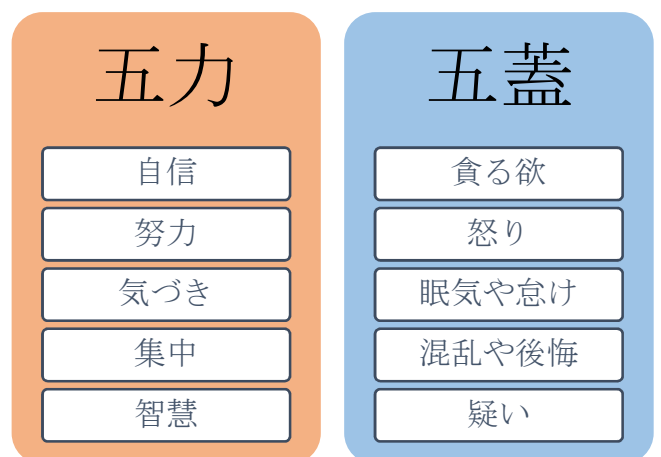 五力
自信
努力
気づき
集中
智慧
五蓋
貪る欲
怒り
眠気や怠け
混乱や後悔
疑い